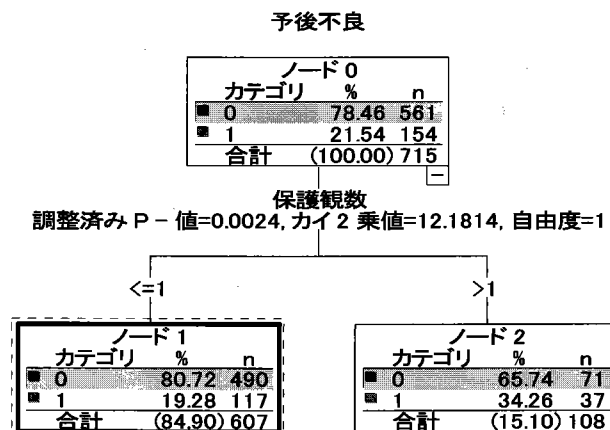 予後不良
ノード 0
カテゴリ % n
0 78.46 561
1 21.54 154
合計 (100.00) 715
保護観数
調整済み P − 値=0.0024, カイ 2 乗値=12.1814, 自由度=1
<=1 >1
ノード 1
カテゴリ % n
0 80.72 490
1 19.28 117
合計 (84.90) 607
ノード 2
カテゴリ % n
0 65.74 71
1 34.26 37
合計 (15.10) 108